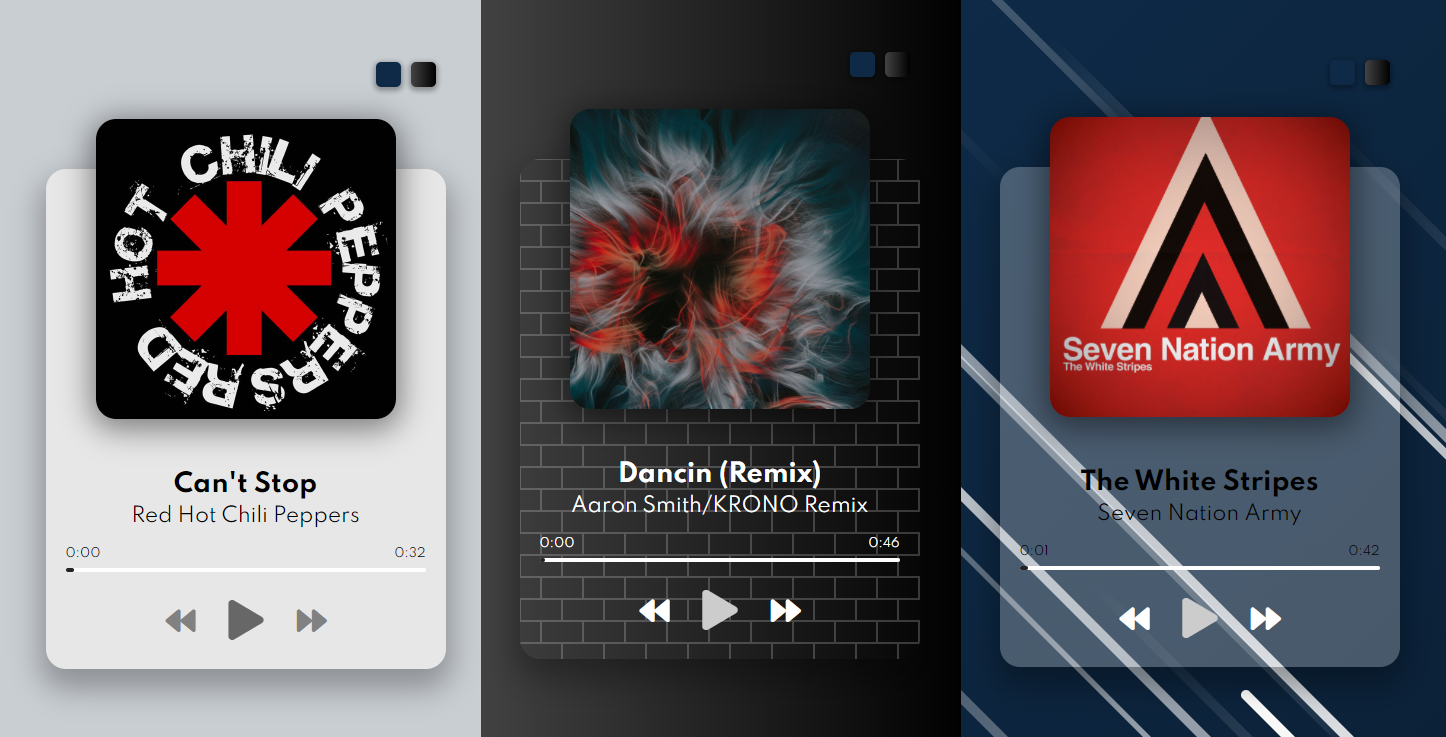 RED HOT CHILI PEPPERS
Can't Stop
Red Hot Chili Peppers
0:00 0:32
Dancin (Remix)
Aaron Smith/KRONO Remix
0:00 0:46
Seven Nation Army
The White Stripes
The White Stripes
Seven Nation Army
0:01 0:42